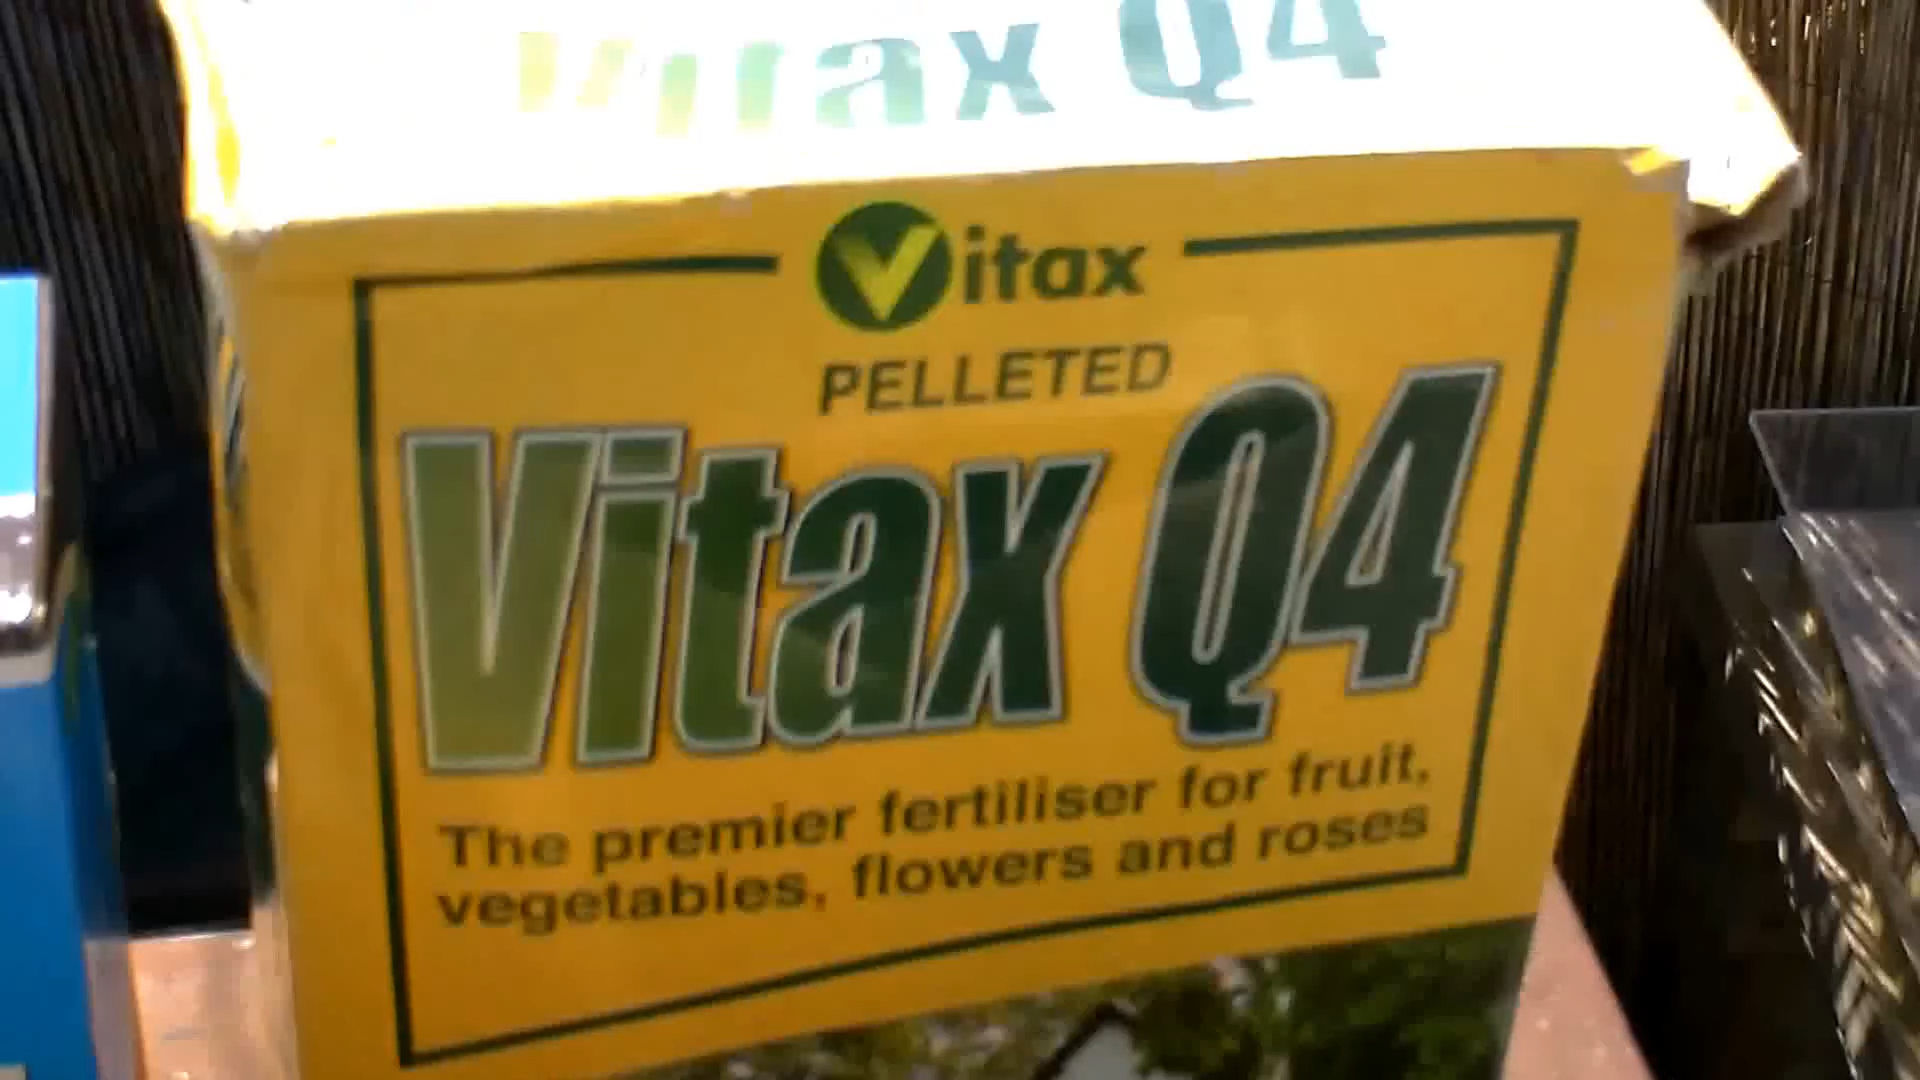 Vitax Q4
Vitax
PELLETED
Vitax Q4
The premier fertiliser for fruit,
vegetables, flowers and roses